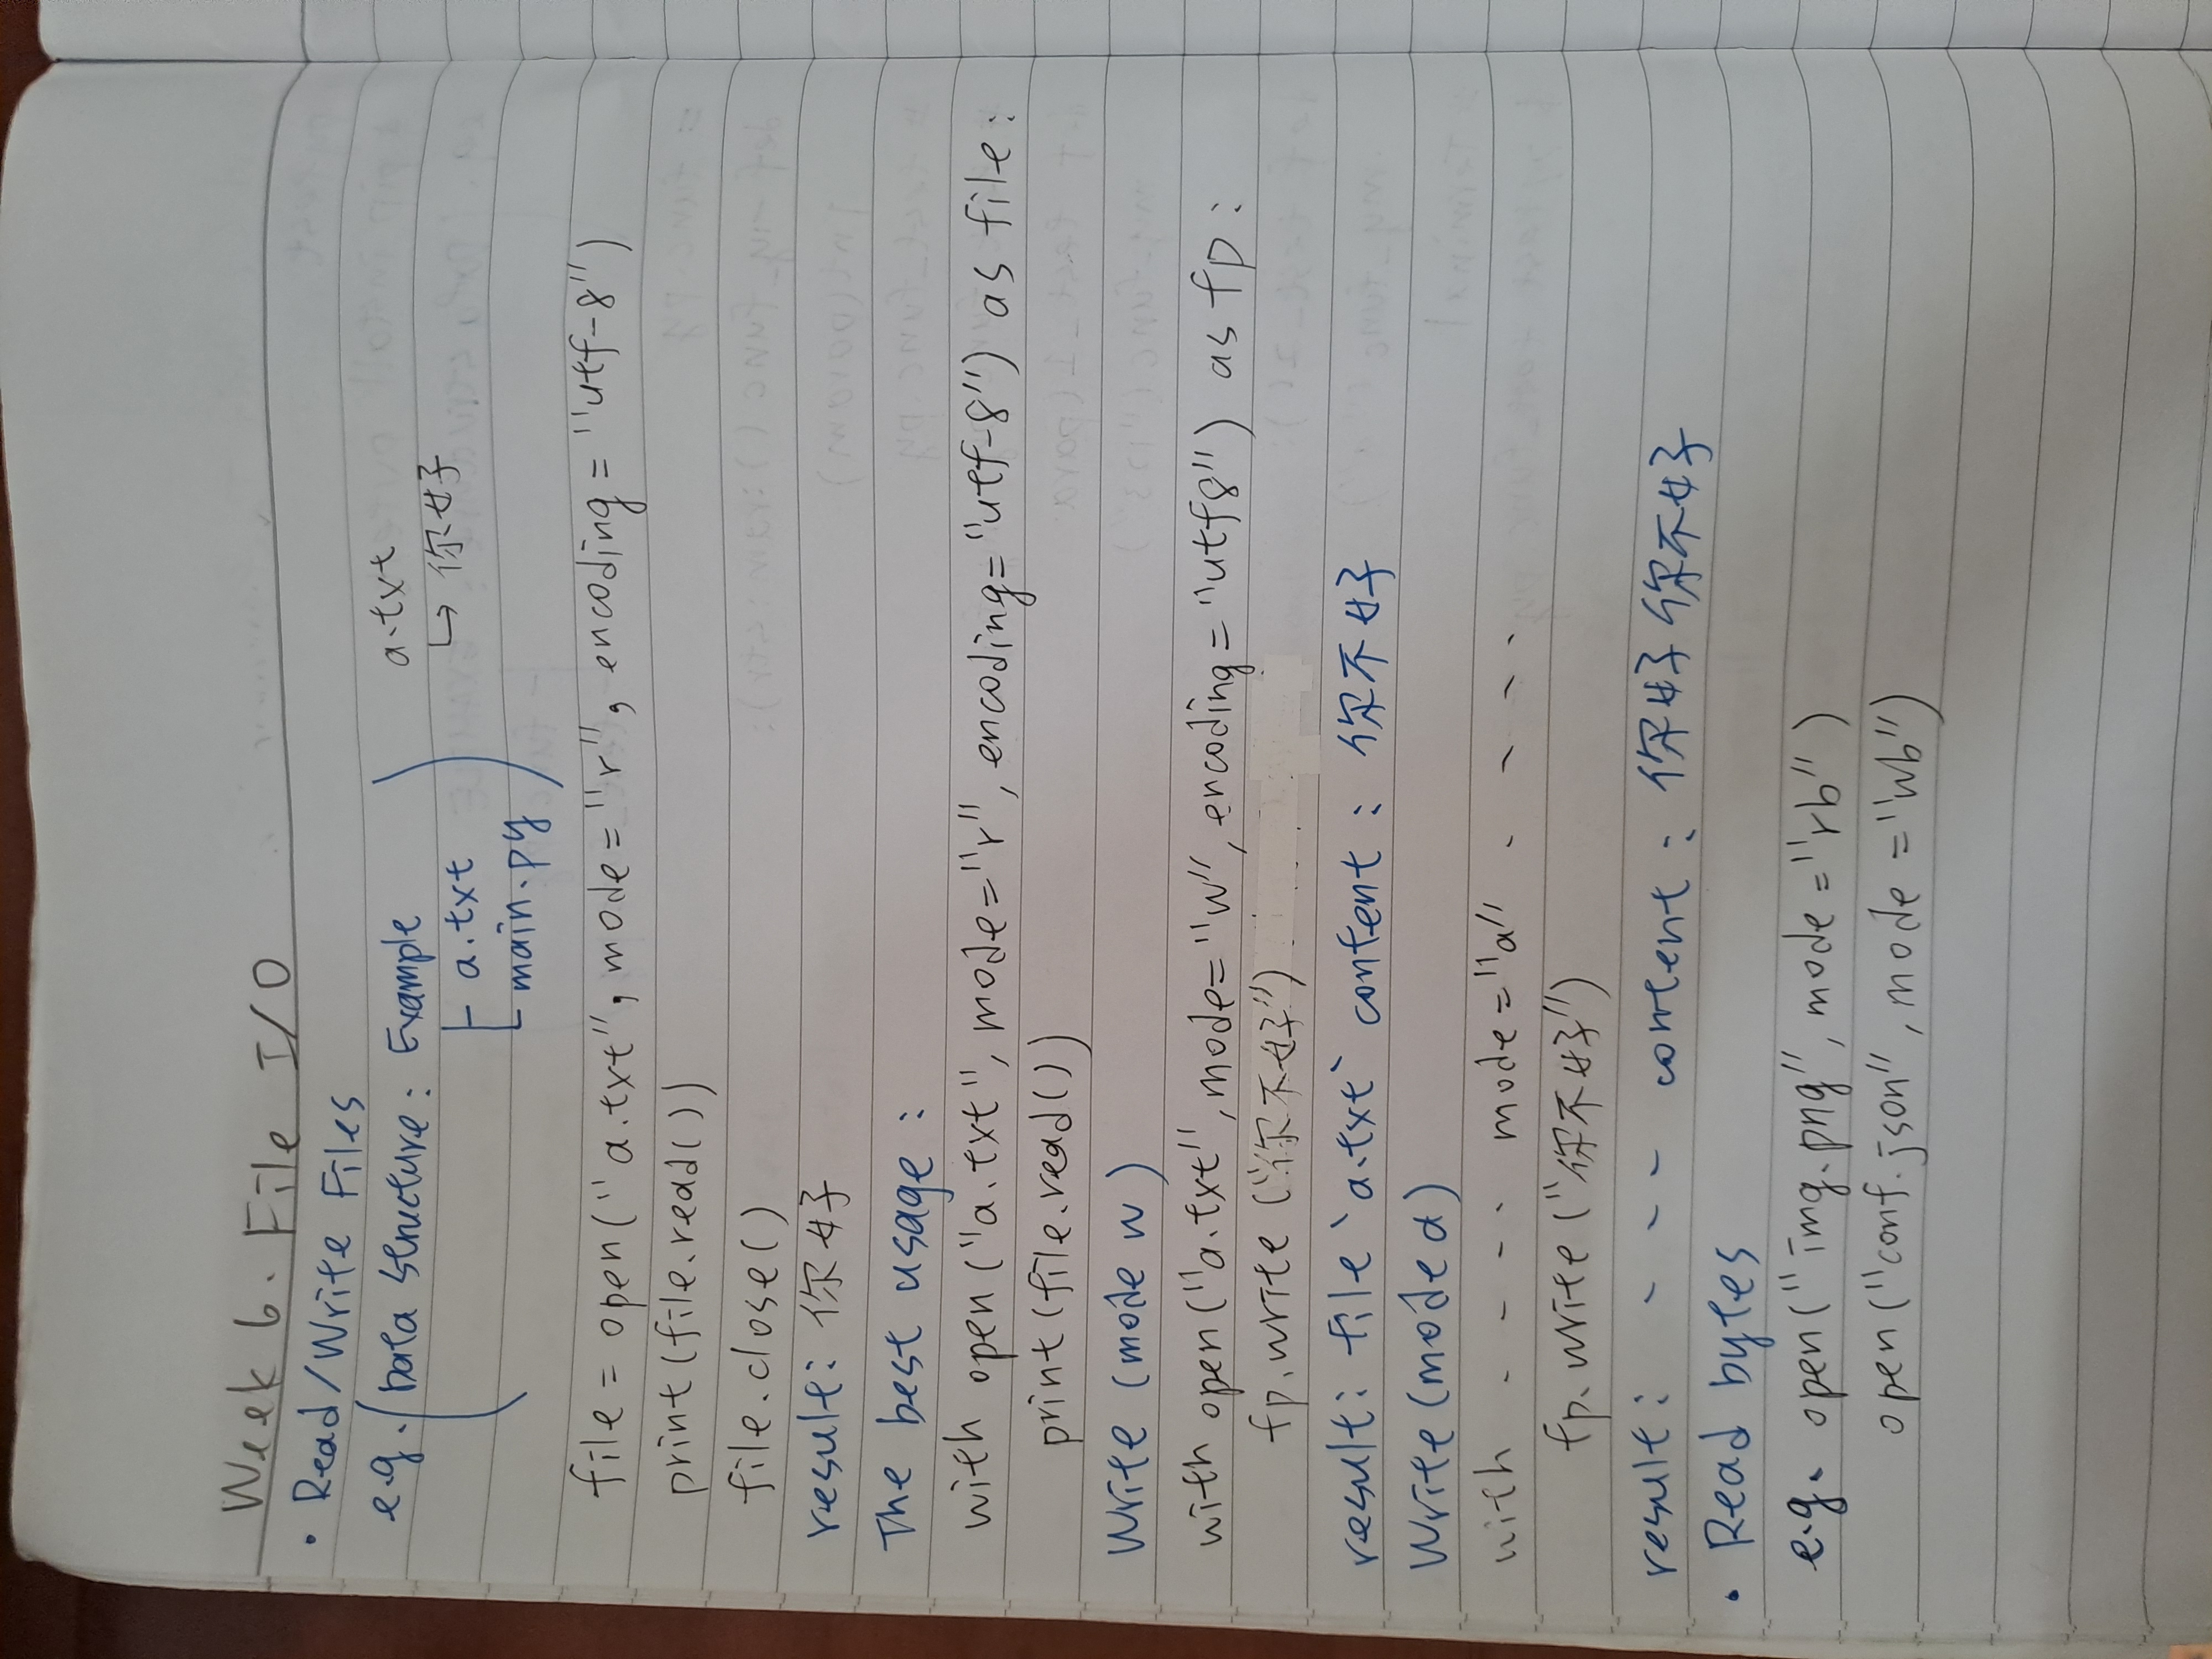 Week 6. File I/O
• Read/Write Files
e.g. (Data Structure: Example
├ a.txt
└ main.py)
a.txt
↳ 你好
file = open("a.txt", mode="r", encoding="utf-8")
print(file.read())
file.close()
result: 你好
The best usage:
with open("a.txt", mode="r", encoding="utf-8") as file:
print(file.read())
Write (mode w)
with open("a.txt", mode="w", encoding="utf8") as fp:
fp.write("你不好")
result: file `a.txt` content: 你不好
Write (mode a)
with - - - - mode="a" - - - -
fp.write("你不好")
result: - - - content: 你好你不好
• Read bytes
e.g. open("img.png", mode="rb")
open("conf.json", mode="wb")